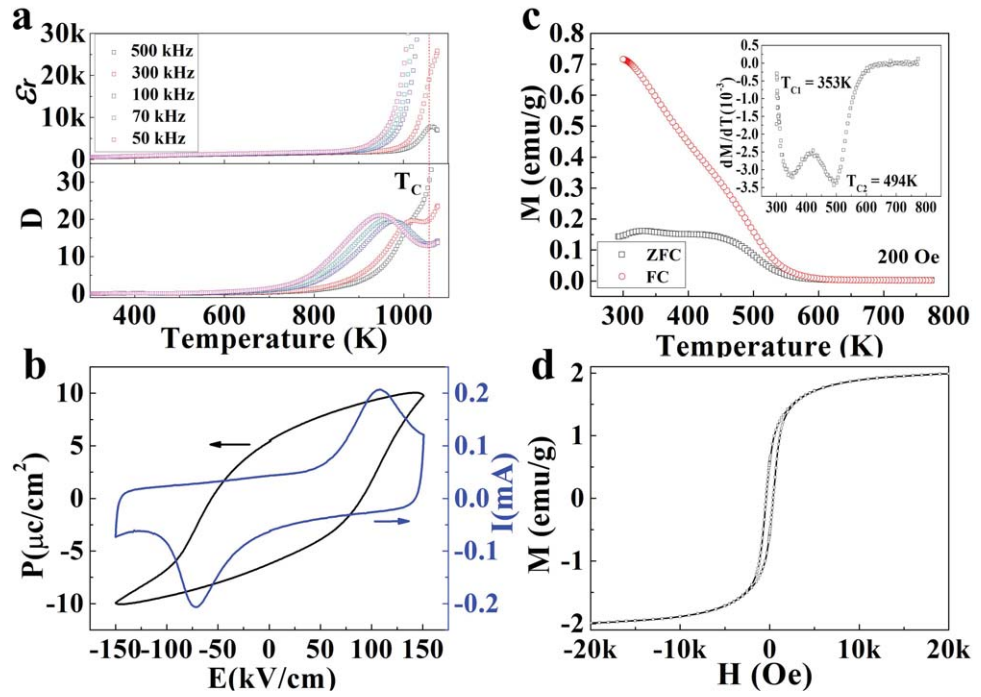 a
30k
20k
10k
0
εr
500 kHz
300 kHz
100 kHz
70 kHz
50 kHz
30
20
10
0
D
TC
400 600 800 1000
Temperature (K)
c
0.8
0.7
0.6
0.5
0.4
0.3
0.2
0.1
0.0
M (emu/g)
ZFC
FC
200 Oe
300 400 500 600 700 800
Temperature (K)
0.0
-0.5
-1.0
-1.5
-2.0
-2.5
-3.0
-3.5
dM/dT(10-3)
TC1 = 353K
TC2 = 494K
300 400 500 600 700 800
b
10
5
0
-5
-10
P(μc/cm2)
0.2
0.1
0.0
-0.1
-0.2
I(mA)
-150 -100 -50 0 50 100 150
E(kV/cm)
d
2
1
0
-1
-2
M (emu/g)
-20k -10k 0 10k 20k
H (Oe)